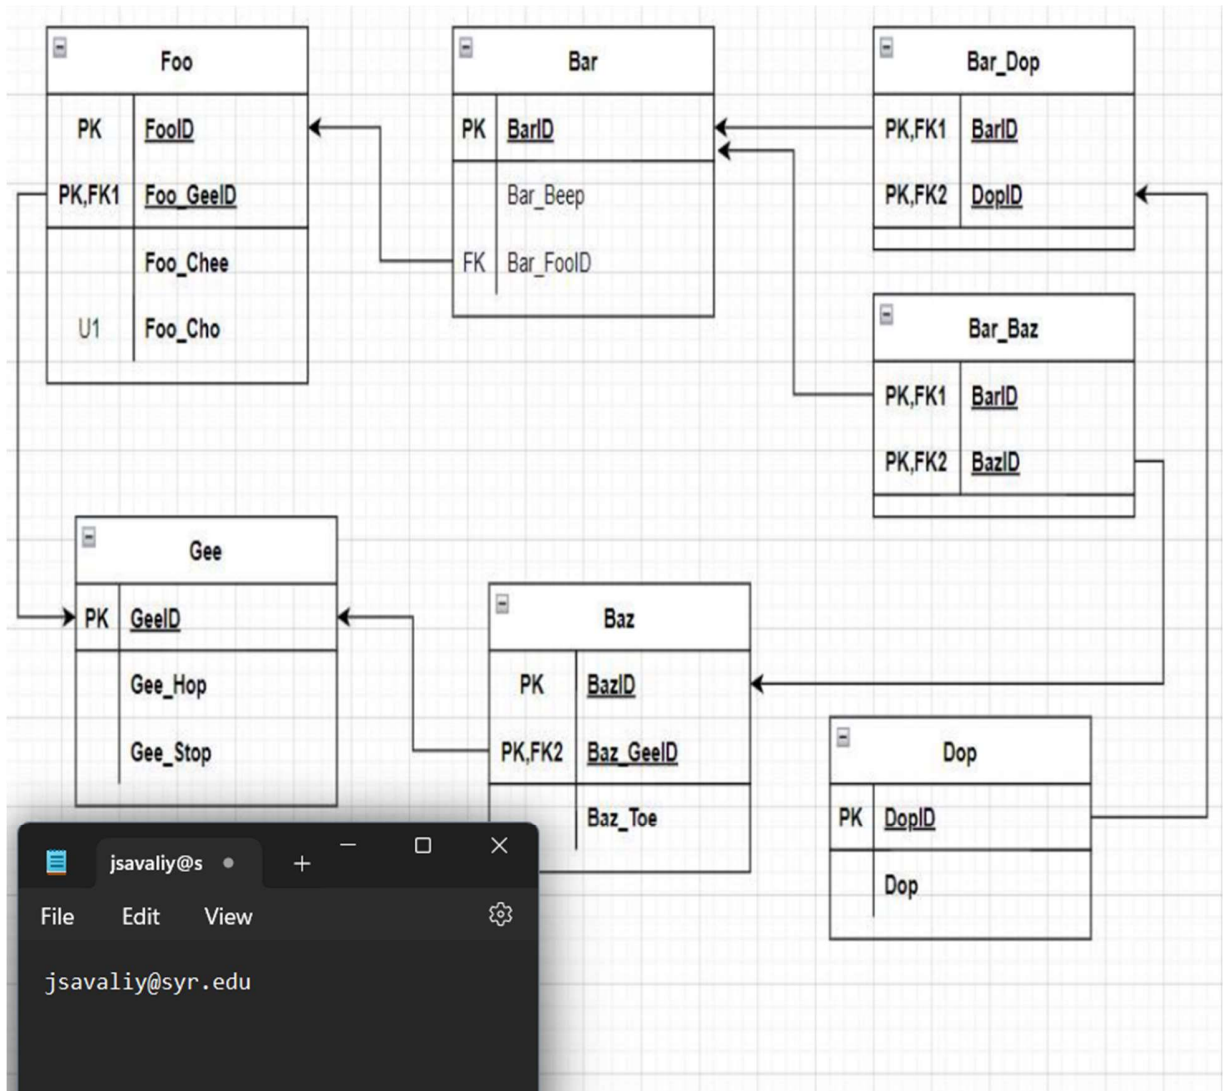 Foo
PK FooID
PK,FK1 Foo_GeeID
Foo_Chee
U1 Foo_Cho
Bar
PK BarID
Bar_Beep
FK Bar_FooID
Bar_Dop
PK,FK1 BarID
PK,FK2 DopID
Bar_Baz
PK,FK1 BarID
PK,FK2 BazID
Gee
PK GeeID
Gee_Hop
Gee_Stop
Baz
PK BazID
PK,FK2 Baz_GeeID
Baz_Toe
Dop
PK DopID
Dop
jsavaliy@s
File Edit View
jsavaliy@syr.edu